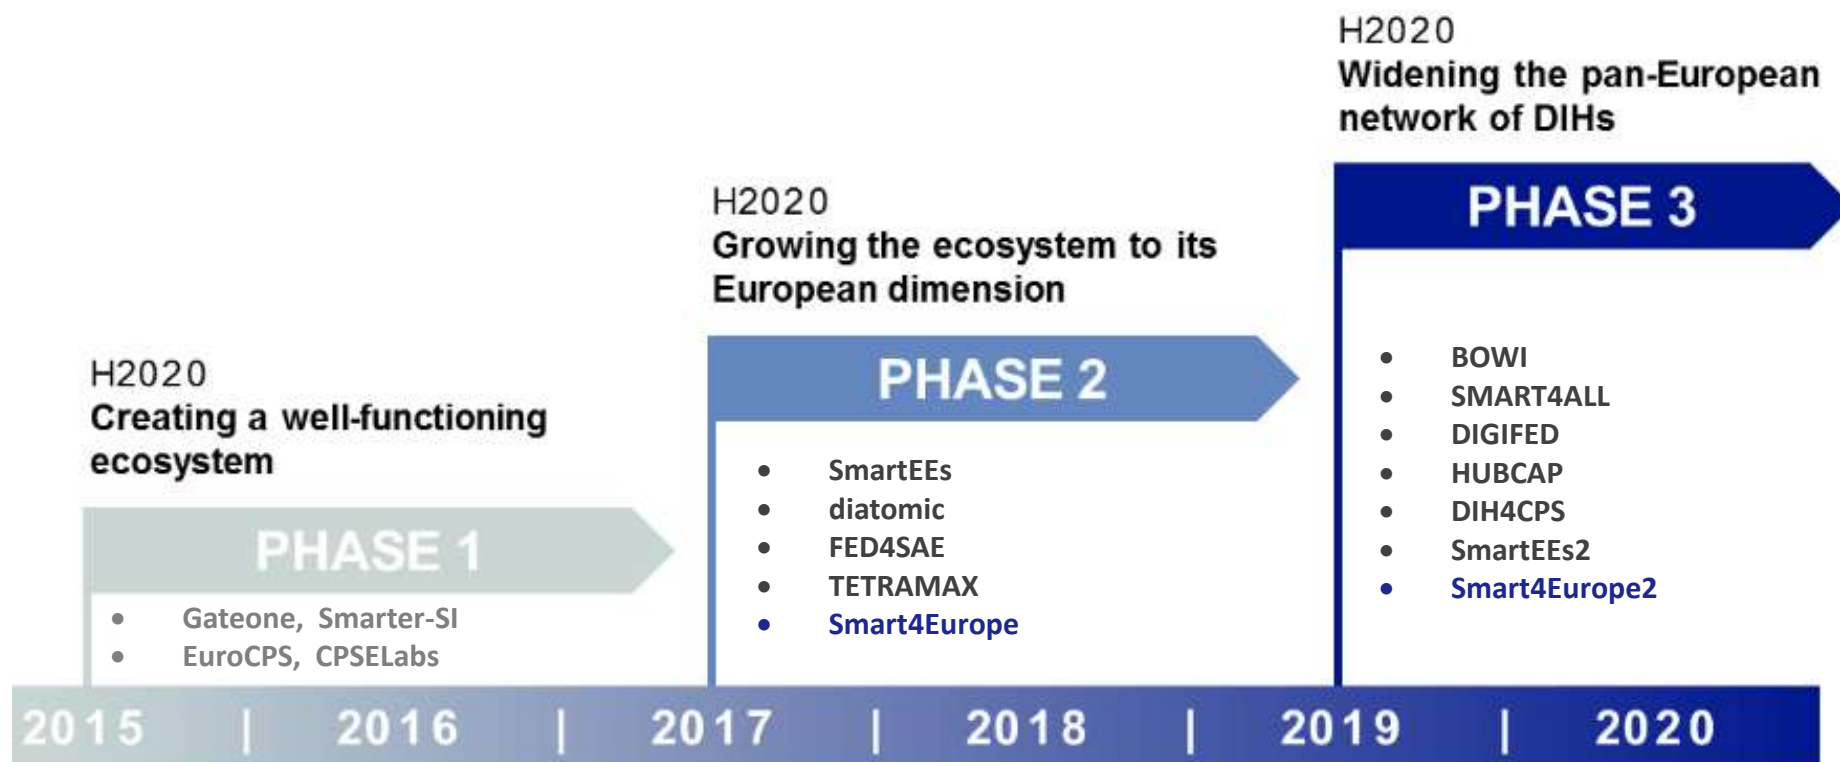 H2020
Creating a well-functioning
ecosystem
PHASE 1
• Gateone, Smarter-SI
• EuroCPS, CPSELabs
H2020
Growing the ecosystem to its
European dimension
PHASE 2
• SmartEEs
• diatomic
• FED4SAE
• TETRAMAX
• Smart4Europe
H2020
Widening the pan-European
network of DIHs
PHASE 3
• BOWI
• SMART4ALL
• DIGIFED
• HUBCAP
• DIH4CPS
• SmartEEs2
• Smart4Europe2
2015 | 2016 | 2017 | 2018 | 2019 | 2020